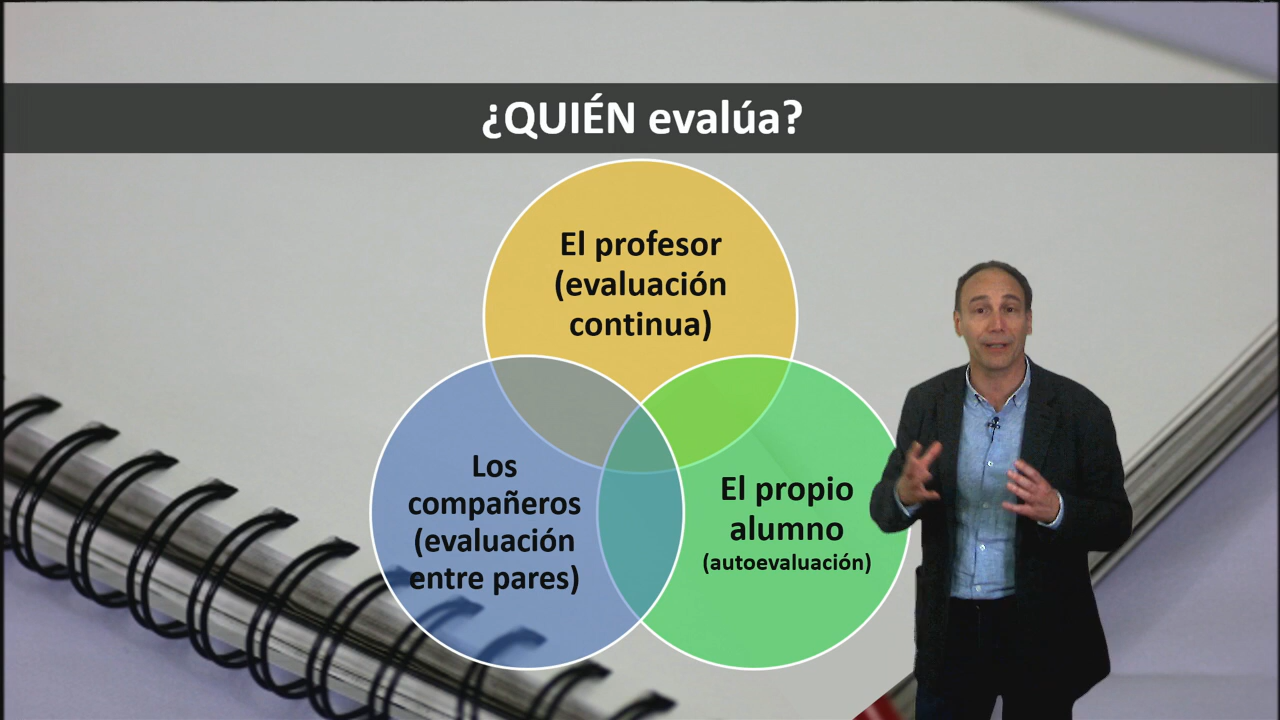 ¿QUIÉN evalúa?
El profesor
(evaluación
continua)
Los
compañeros
(evaluación
entre pares)
El propio
alumno
(autoevaluación)